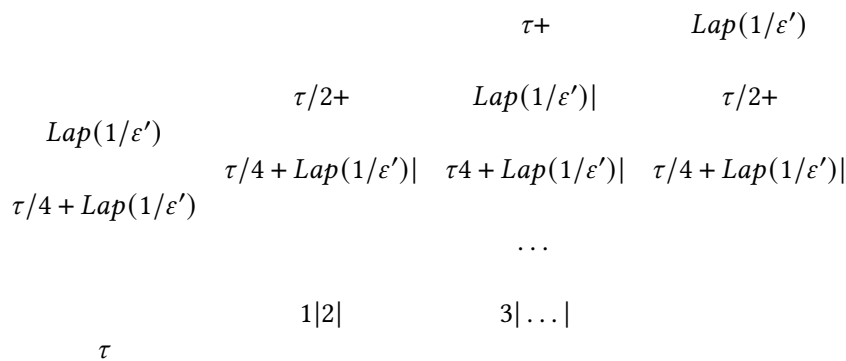 τ+ Lap(1/ε′)
τ/2+ Lap(1/ε′)| τ/2+
Lap(1/ε′)
τ/4 + Lap(1/ε′)| τ4 + Lap(1/ε′)| τ/4 + Lap(1/ε′)|
τ/4 + Lap(1/ε′)
. . .
1|2| 3| . . . |
τ